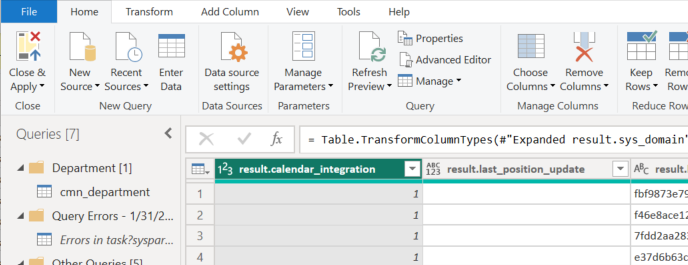 File Home Transform Add Column View Tools Help
Close & Apply New Source Recent Sources Enter Data Data source settings Manage Parameters Refresh Preview Properties Advanced Editor Manage Choose Columns Remove Columns Keep Rows Remove Rows
Close New Query Data Sources Parameters Query Manage Columns Reduce Row
Queries [7]
= Table.TransformColumnTypes(#"Expanded result.sys_domain"
Department [1]
1 2 3 result.calendar_integration ABC 123 result.last_position_update ABC result.
cmn_department
1 1 fbf9873e79
Query Errors - 1/31/2...
2 1 f46e8ace12
Errors in task?syspar...
3 1 7fdd2aa28
Other Queries [5]
4 1 e37d6b63c